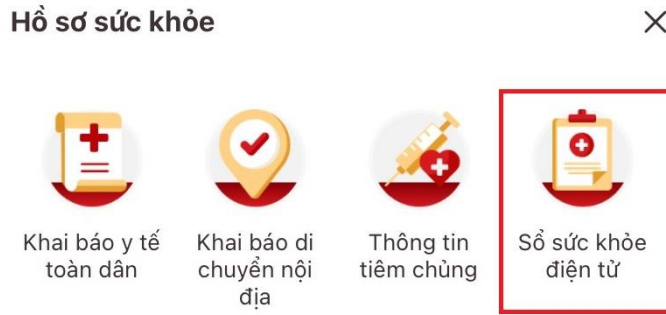 Hồ sơ sức khỏe
Khai báo y tế
toàn dân
Khai báo di
chuyển nội
địa
Thông tin
tiêm chủng
Sổ sức khỏe
điện tử